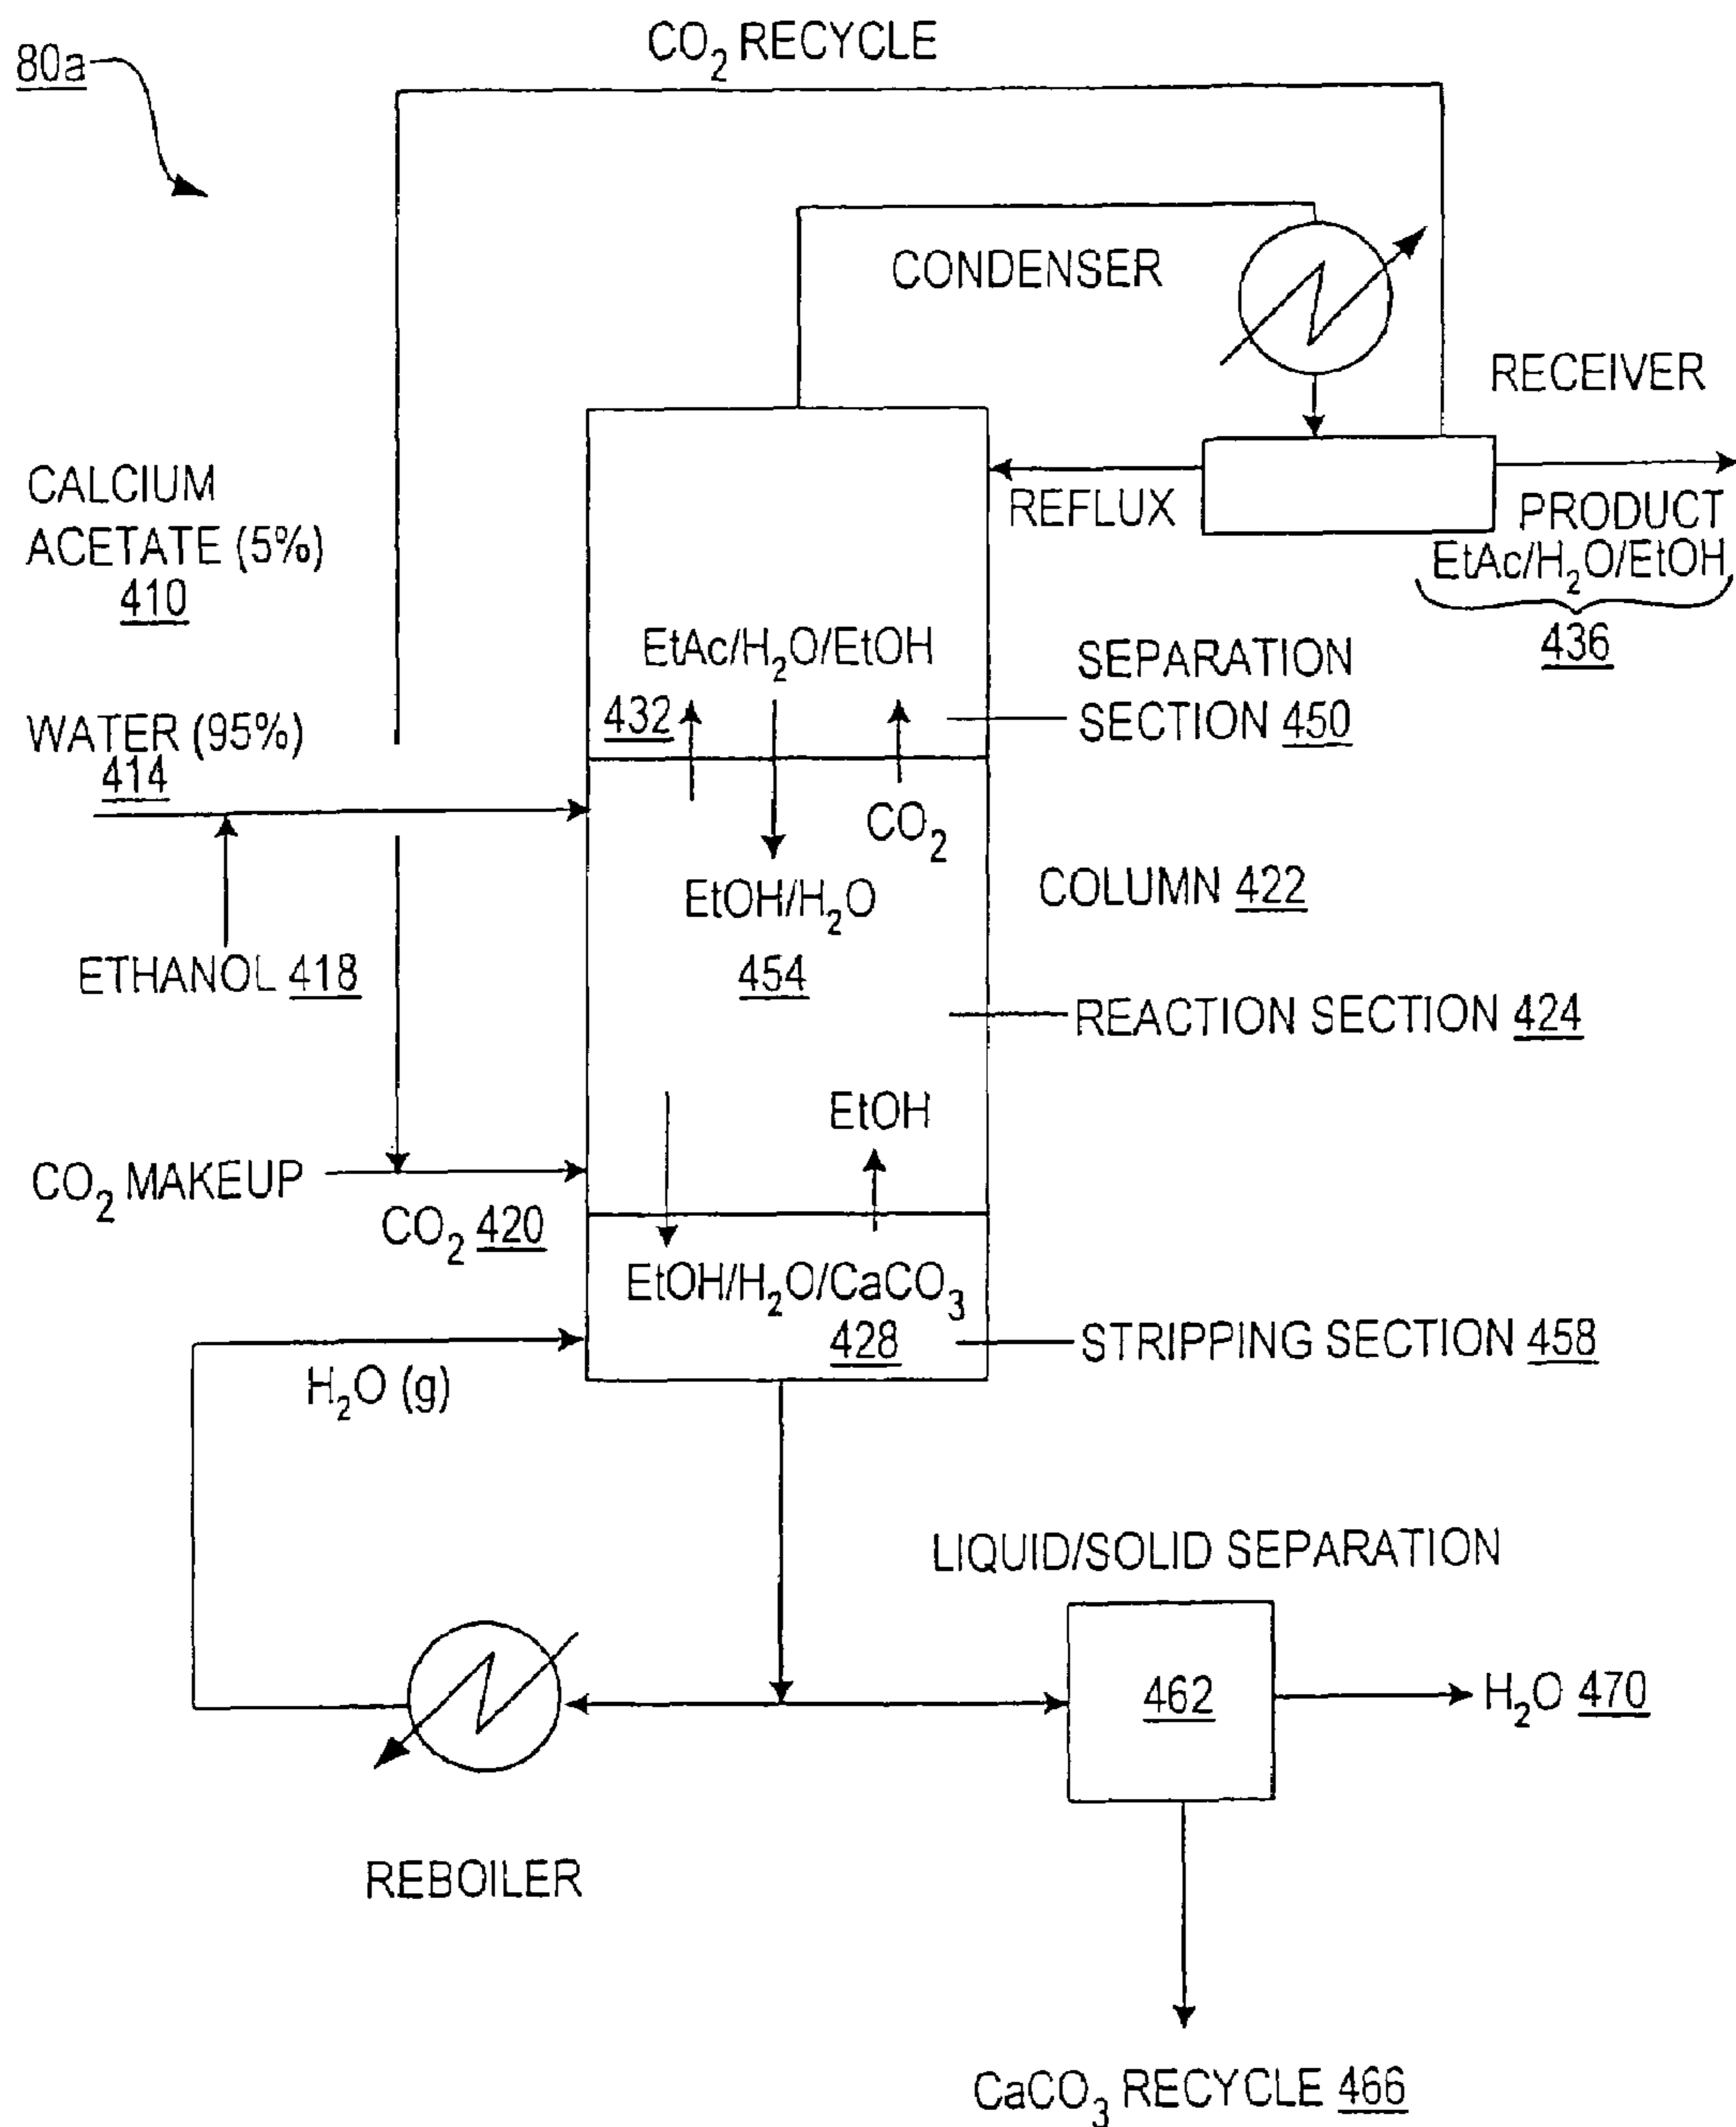 80a
CO₂ RECYCLE
CONDENSER
RECEIVER
CALCIUM
ACETATE (5%)
410
REFLUX
PRODUCT
EtAc/H₂O/EtOH
436
EtAc/H₂O/EtOH
432
SEPARATION
SECTION 450
WATER (95%)
414
CO₂
EtOH/H₂O
454
COLUMN 422
ETHANOL 418
REACTION SECTION 424
EtOH
CO₂ MAKEUP
CO₂ 420
EtOH/H₂O/CaCO₃
428
STRIPPING SECTION 458
H₂O (g)
LIQUID/SOLID SEPARATION
462
H₂O 470
REBOILER
CaCO₃ RECYCLE 466